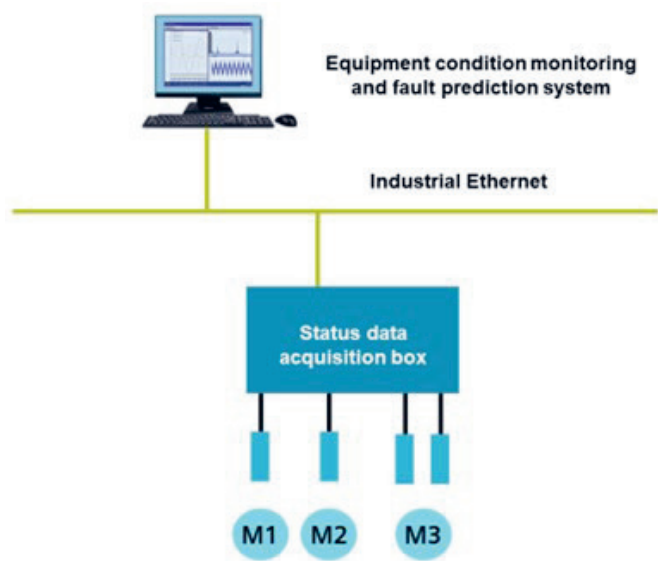 Equipment condition monitoring
and fault prediction system
Industrial Ethernet
Status data
acquisition box
M1 M2 M3